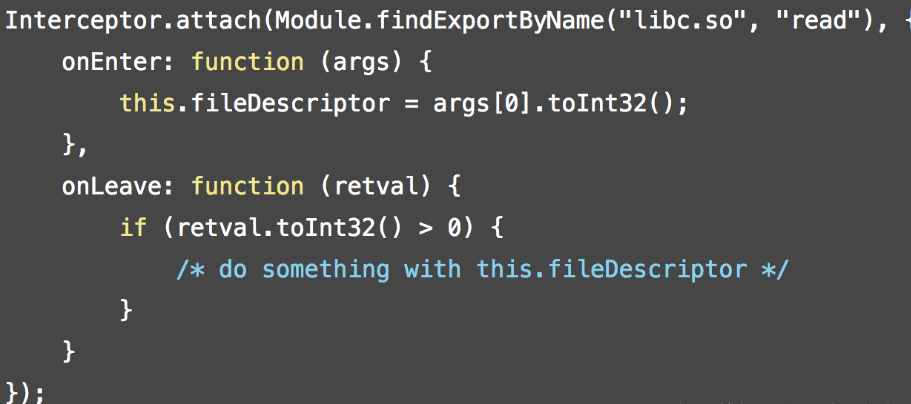 Interceptor.attach(Module.findExportByName("libc.so", "read"), {
    onEnter: function (args) {
        this.fileDescriptor = args[0].toInt32();
    },
    onLeave: function (retval) {
        if (retval.toInt32() > 0) {
            /* do something with this.fileDescriptor */
        }
    }
});